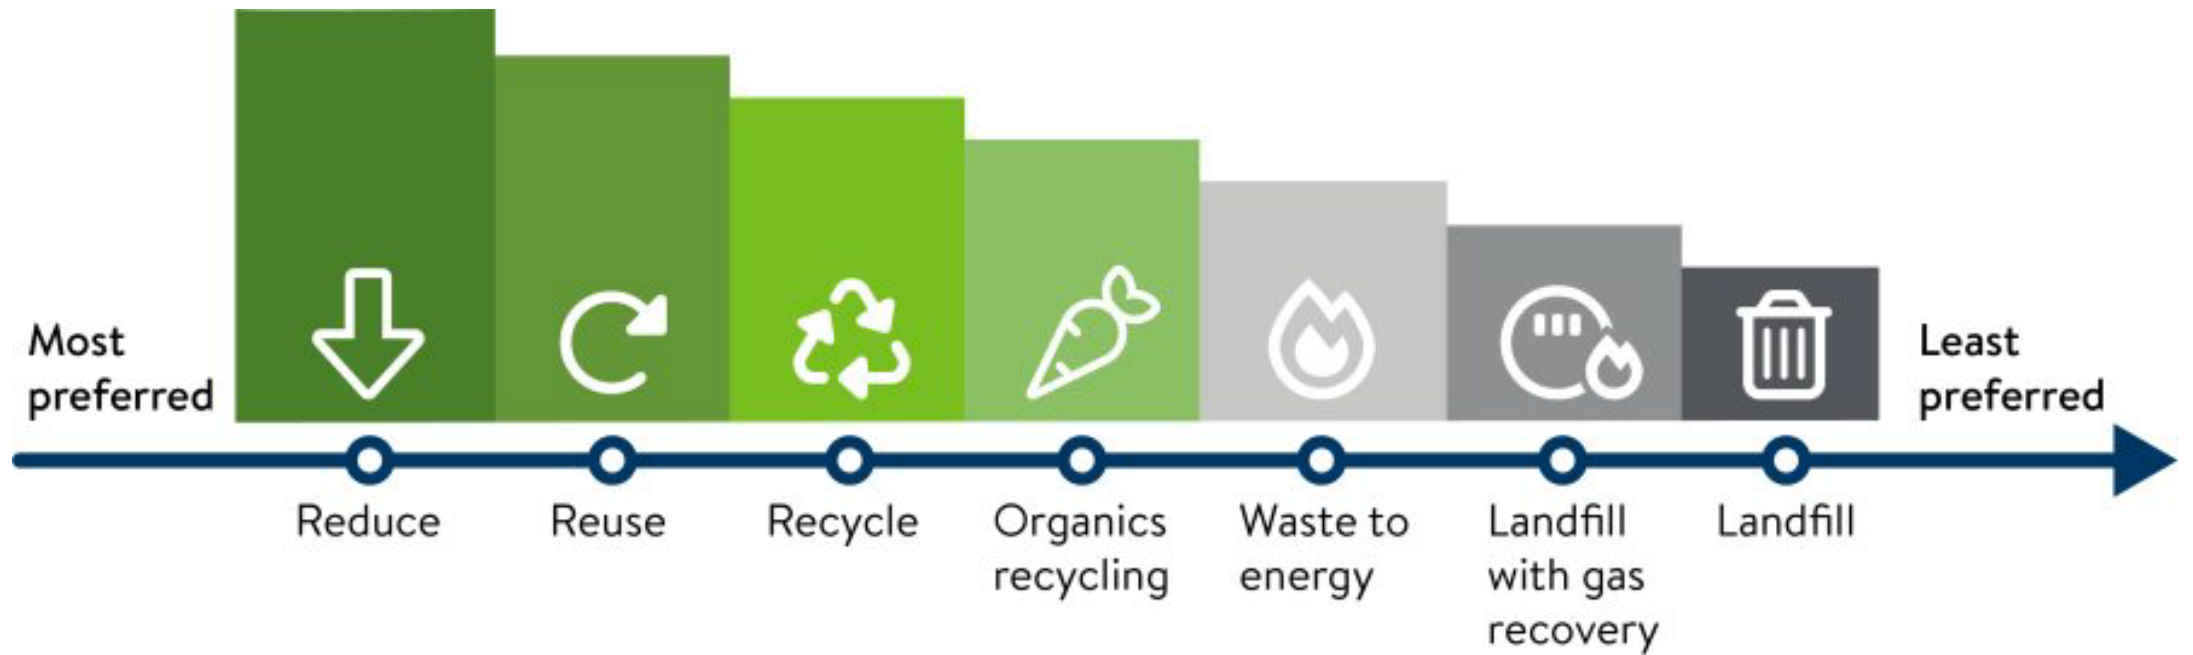 Most
preferred
Least
preferred
Reduce
Reuse
Recycle
Organics
recycling
Waste to
energy
Landfill
with gas
recovery
Landfill